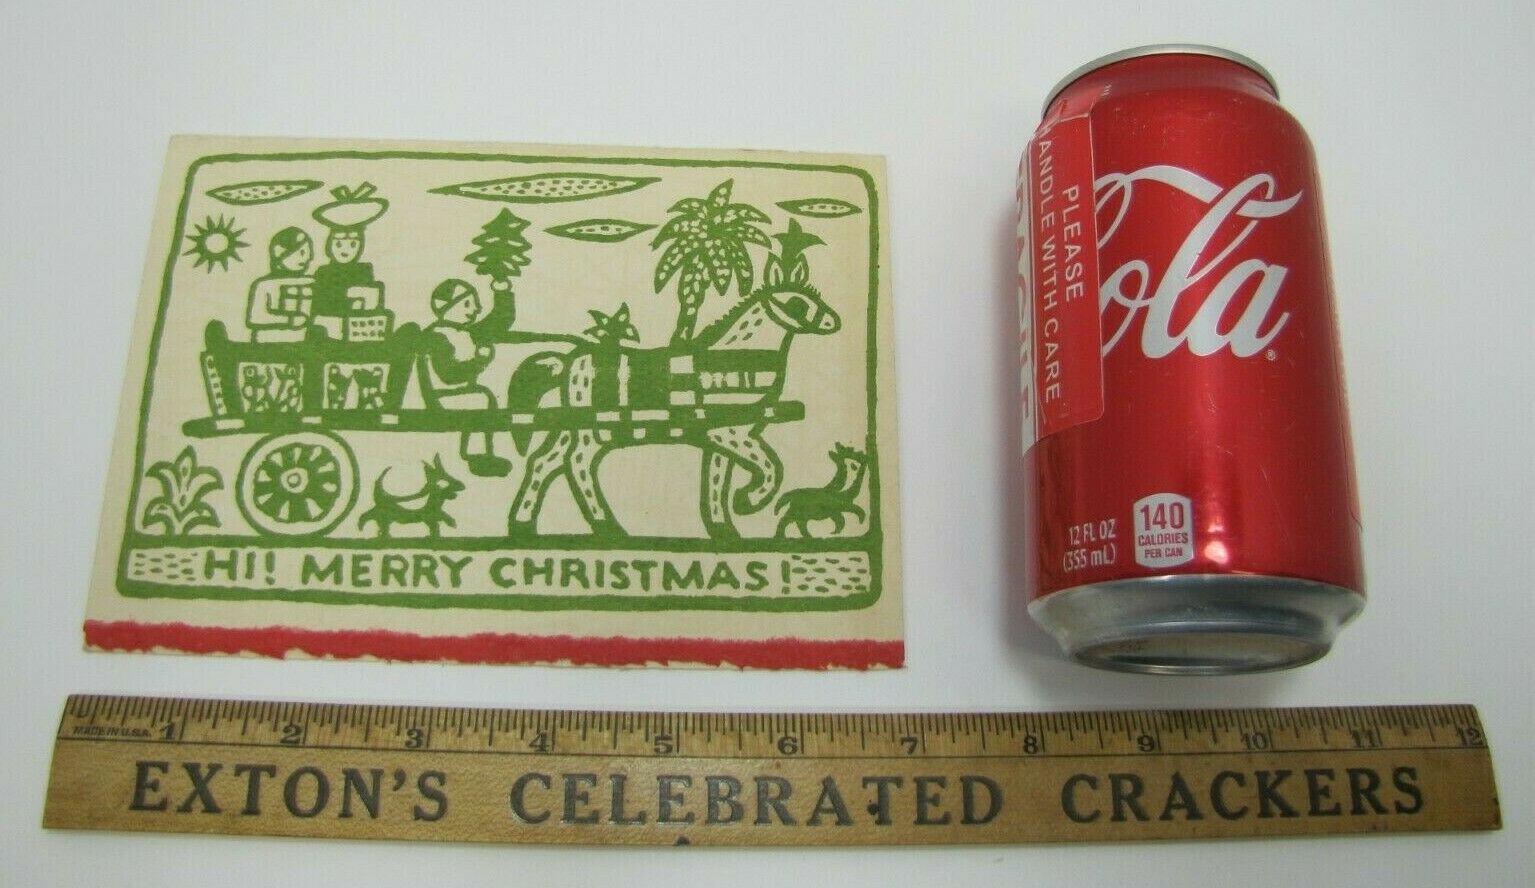 HI! MERRY CHRISTMAS!
PLEASE
HANDLE WITH CARE
Cola
®
12 FL OZ
(355 mL)
140
CALORIES
PER CAN
1 2 3 4 5 6 7 8 9 10 11 12
MADE IN U.S.A.
EXTON'S CELEBRATED CRACKERS